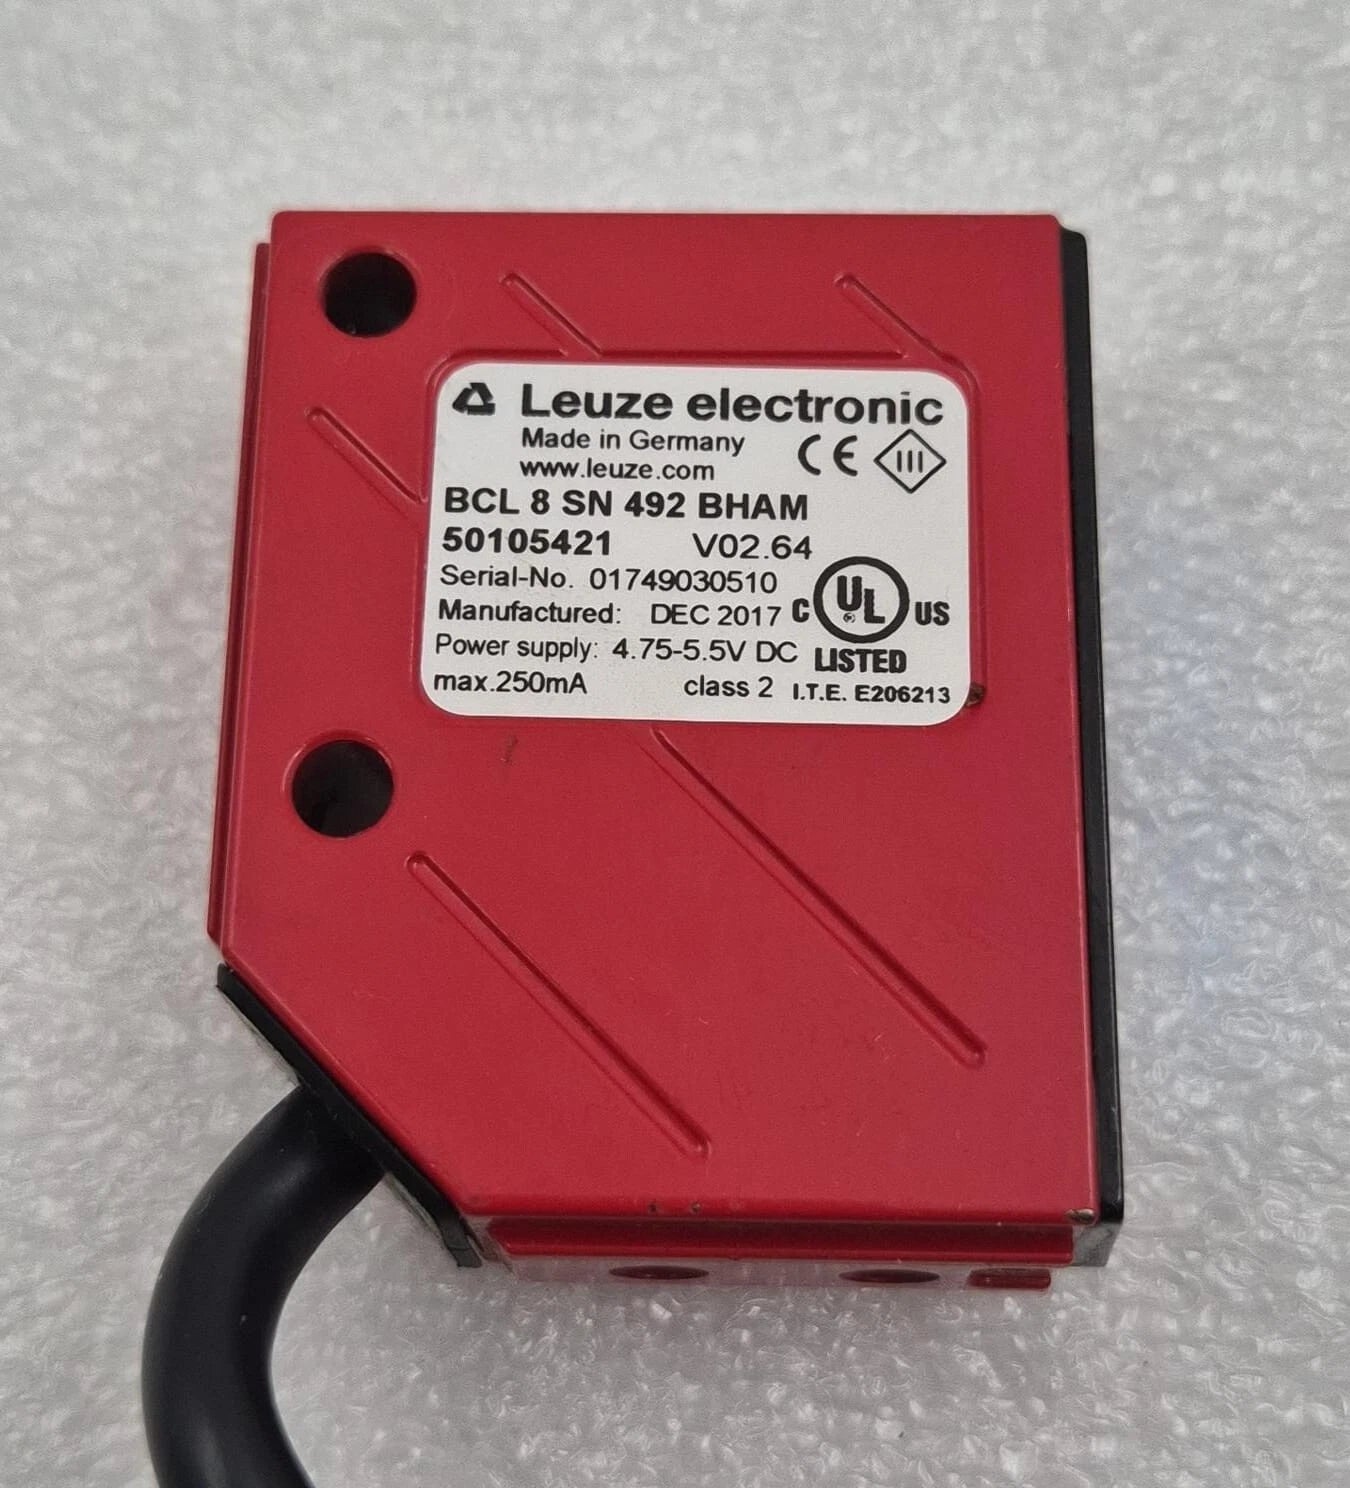 Leuze electronic
Made in Germany
www.leuze.com
CE III
BCL 8 SN 492 BHAM
50105421 V02.64
Serial-No. 01749030510
Manufactured: DEC 2017 C UL US
Power supply: 4.75-5.5V DC LISTED
max.250mA class 2 I.T.E. E206213